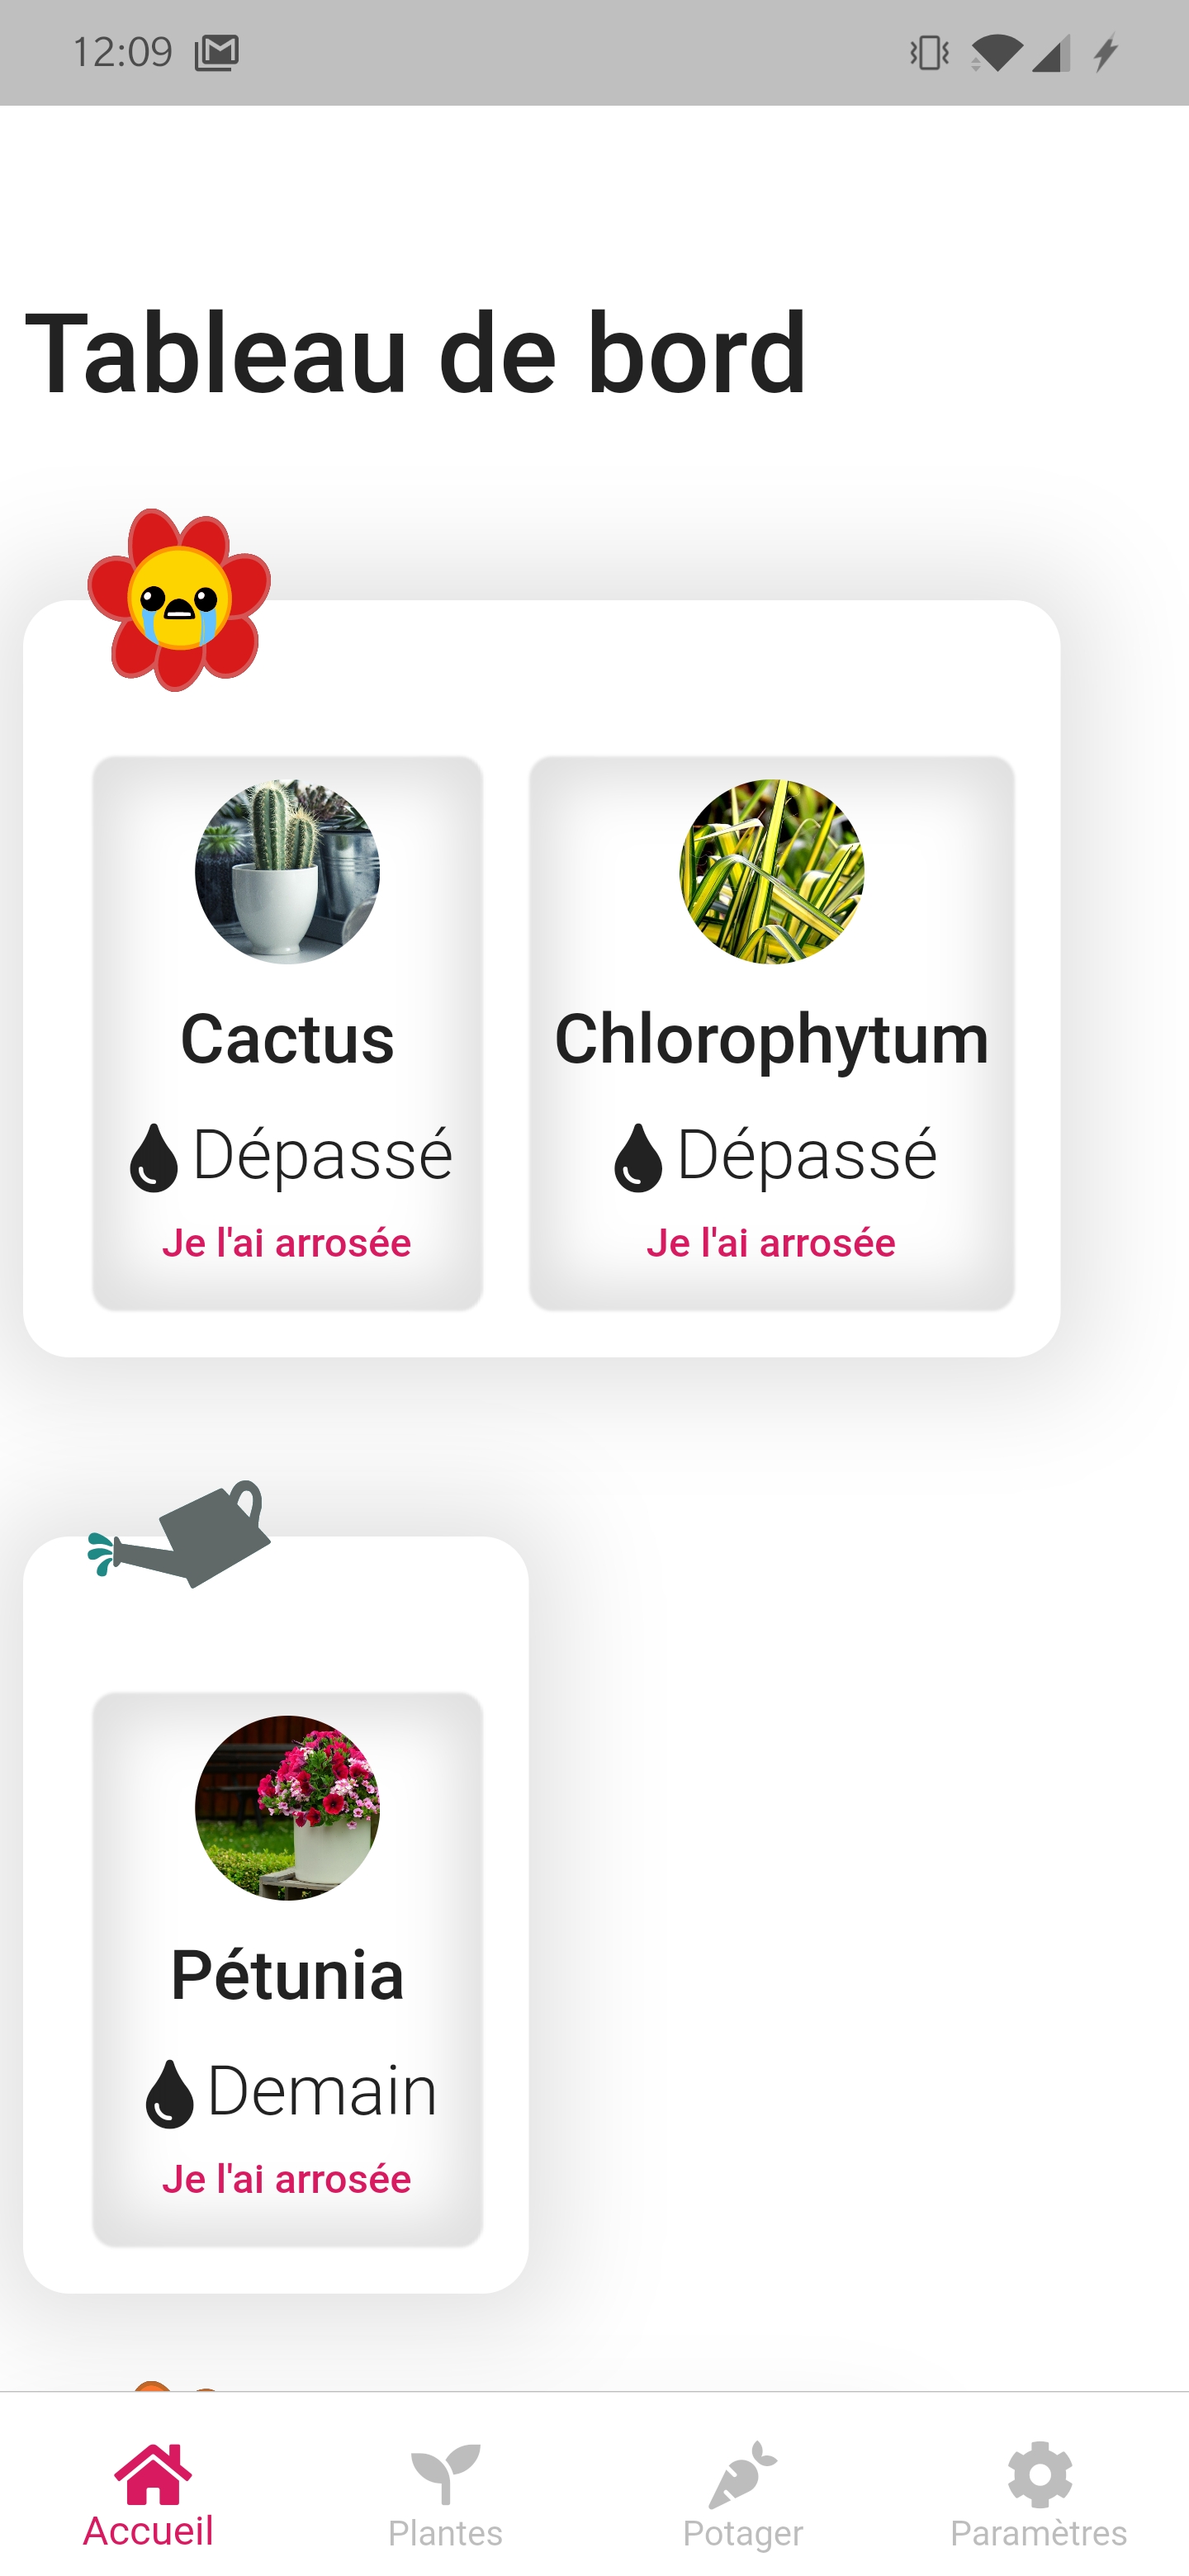 12:09
Tableau de bord
Cactus
Dépassé
Je l'ai arrosée
Chlorophytum
Dépassé
Je l'ai arrosée
Pétunia
Demain
Je l'ai arrosée
Accueil
Plantes
Potager
Paramètres